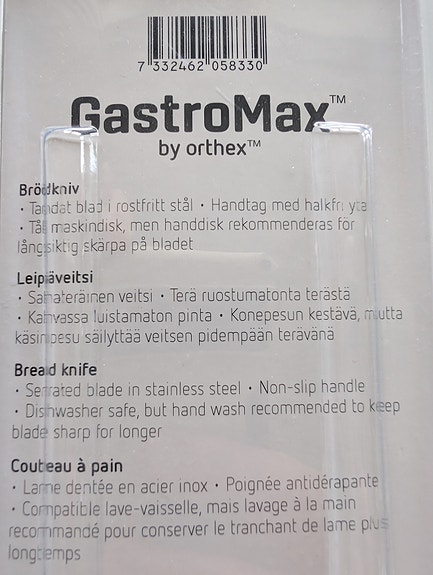 7 332462 058330
GastroMax™
by orthex™
Brödkniv
• Tandat blad i rostfritt stål • Handtag med halkfri yta
• Tål maskindisk, men handdisk rekommenderas för
långsiktig skärpa på bladet
Leipäveitsi
• Sahateräinen veitsi • Terä ruostumatonta terästä
• Kahvassa luistamaton pinta • Konepesun kestävä, mutta
käsinpesu säilyttää veitsen pidempään terävänä
Bread knife
• Serrated blade in stainless steel • Non-slip handle
• Dishwasher safe, but hand wash recommended to keep
blade sharp for longer
Couteau à pain
• Lame dentée en acier inox • Poignée antidérapante
• Compatible lave-vaisselle, mais lavage à la main
recommandé pour conserver le tranchant de lame plus
longtemps